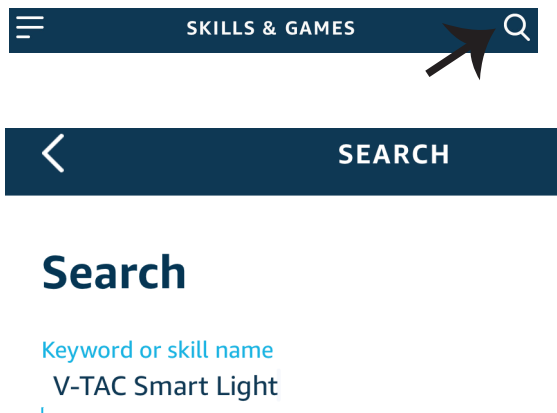 SKILLS & GAMES
SEARCH
Search
Keyword or skill name
V-TAC Smart Light